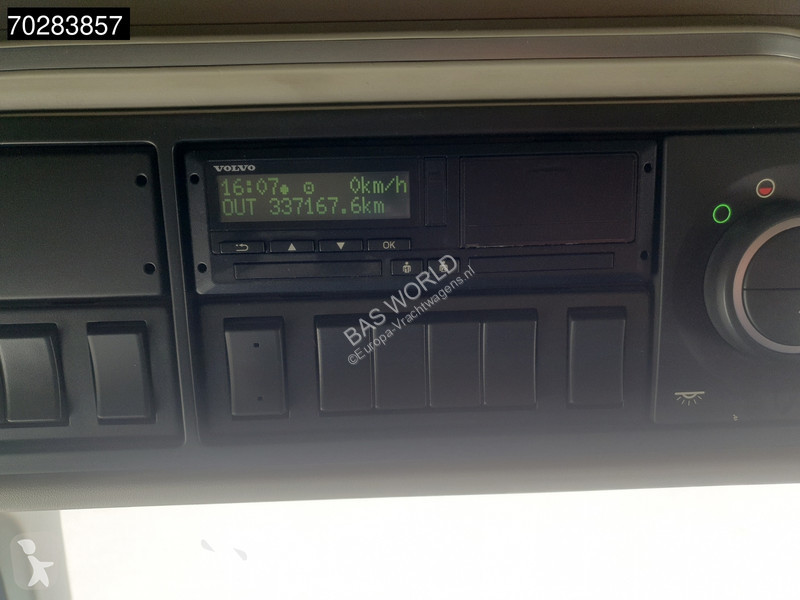 70283857
VOLVO
16:07 0km/h
OUT 337167.6km
OK
BAS WORLD
©Europa-Vrachtwagens.nl